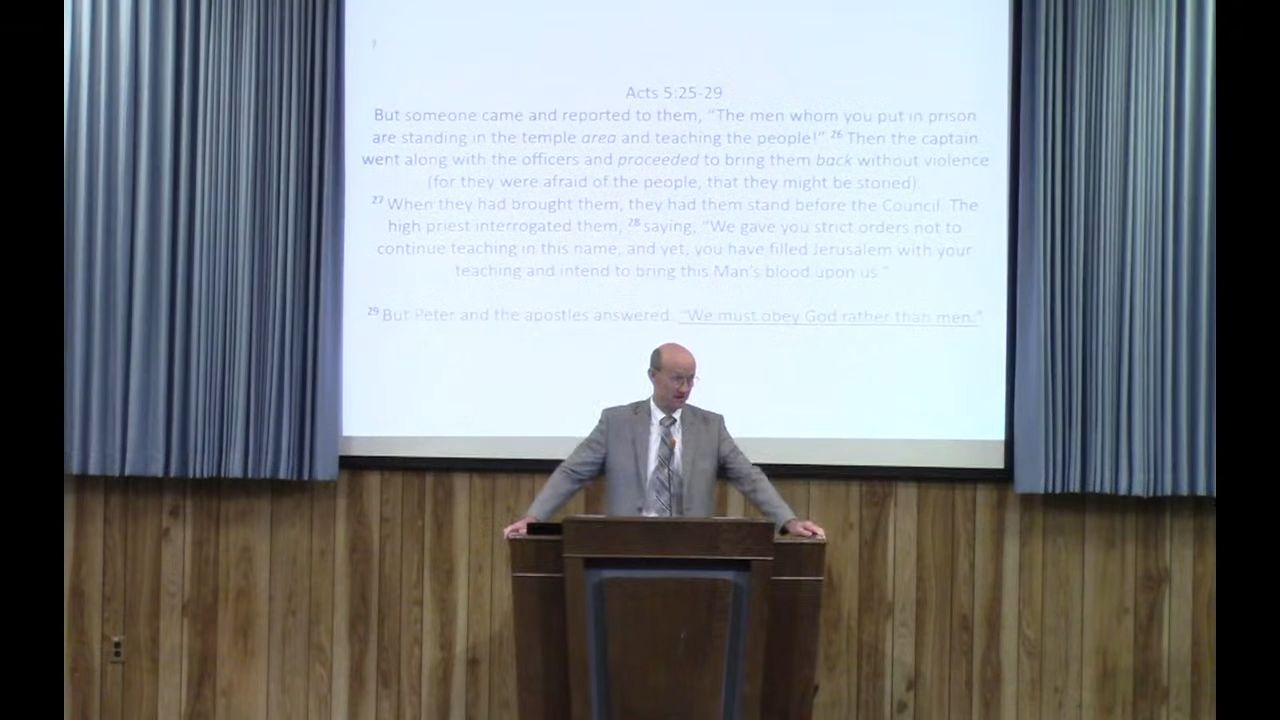 7
Acts 5:25-29
But someone came and reported to them, “The men whom you put in prison
are standing in the temple area and teaching the people!” 26 Then the captain
went along with the officers and proceeded to bring them back without violence
(for they were afraid of the people, that they might be stoned).
27 When they had brought them, they had them stand before the Council. The
high priest interrogated them, 28 saying, “We gave you strict orders not to
continue teaching in this name, and yet, you have filled Jerusalem with your
teaching and intend to bring this Man’s blood upon us.”
29 But Peter and the apostles answered, “We must obey God rather than men.”